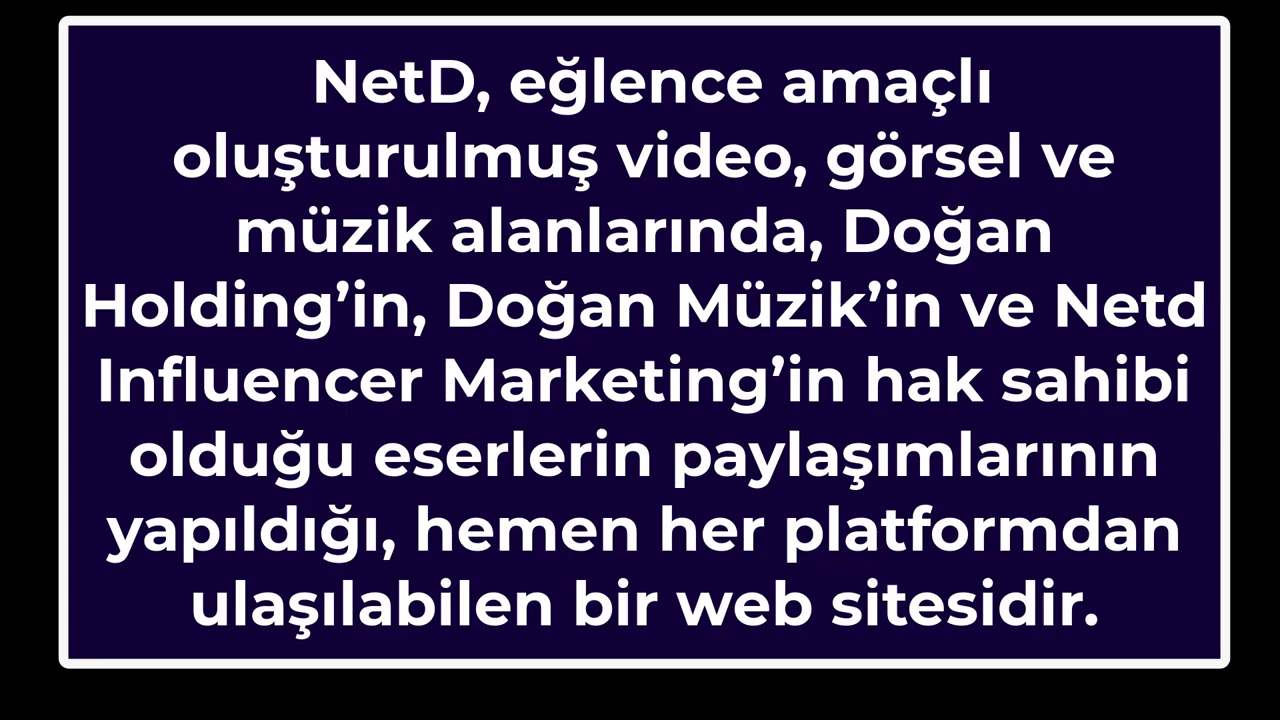 NetD, eğlence amaçlı
oluşturulmuş video, görsel ve
müzik alanlarında, Doğan
Holding’in, Doğan Müzik’in ve Netd
Influencer Marketing’in hak sahibi
olduğu eserlerin paylaşımlarının
yapıldığı, hemen her platformdan
ulaşılabilen bir web sitesidir.